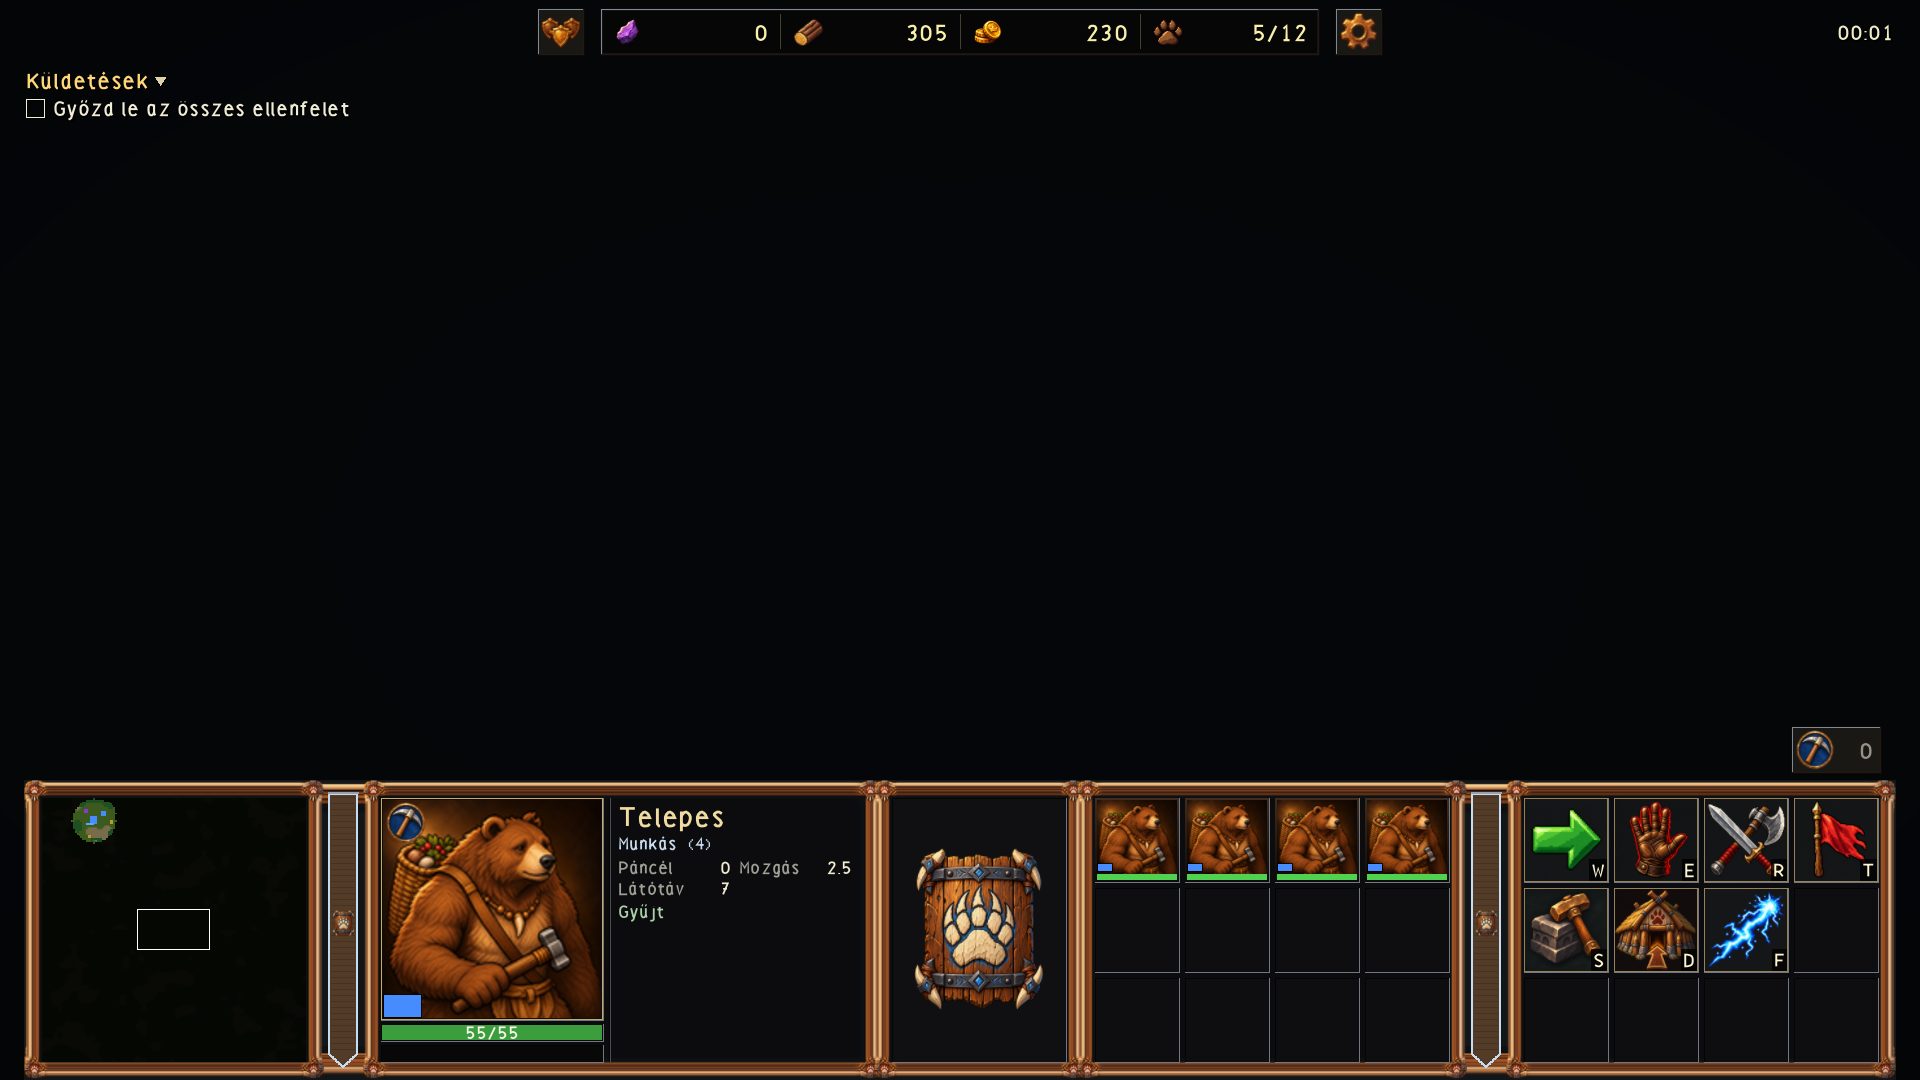 0 305 230 5/12 00:01
Küldetések
Győzd le az összes ellenfelet
0
Telepes
Munkás (4)
Páncél 0 Mozgás 2.5
Látótáv 7
Gyűjt
55/55
W E R T
S D F